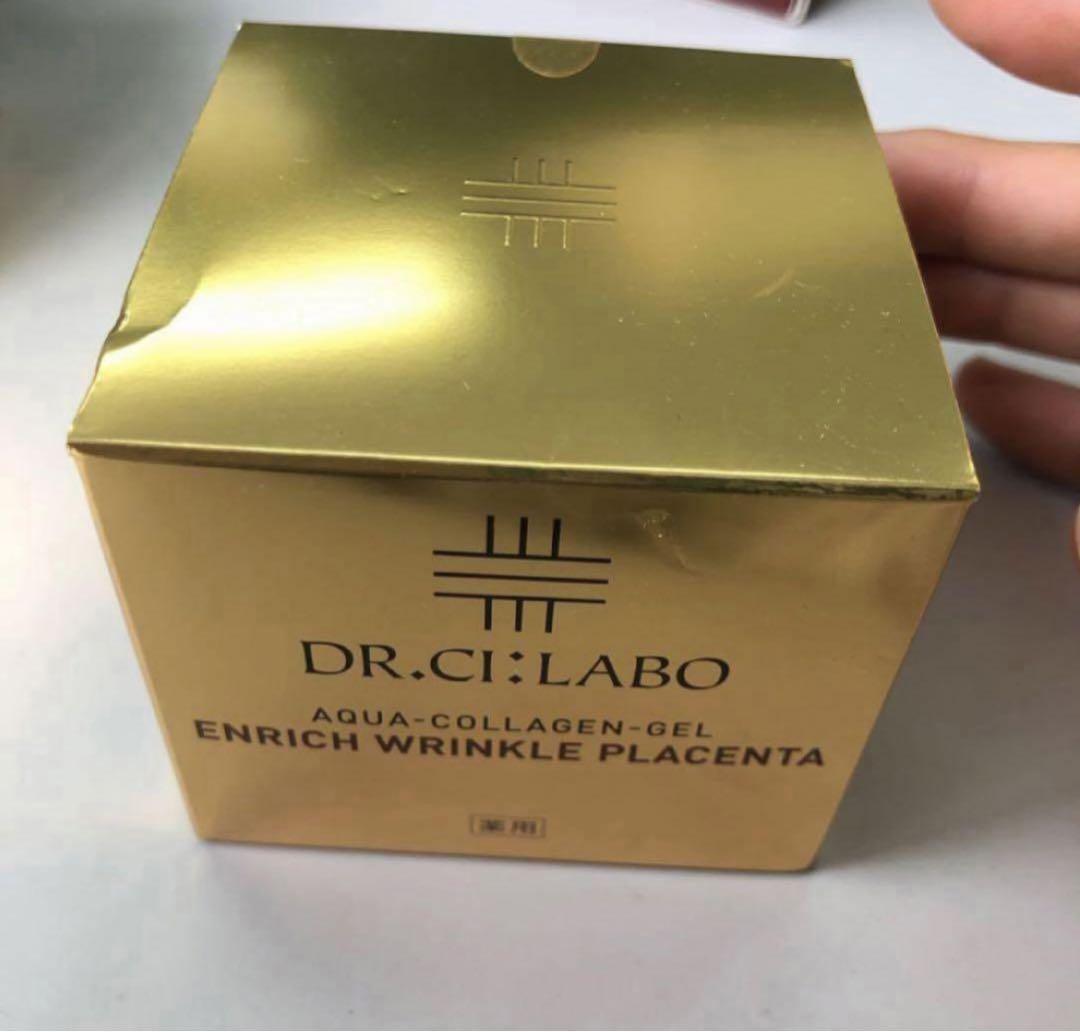 DR.CI:LABO
AQUA-COLLAGEN-GEL
ENRICH WRINKLE PLACENTA
薬用